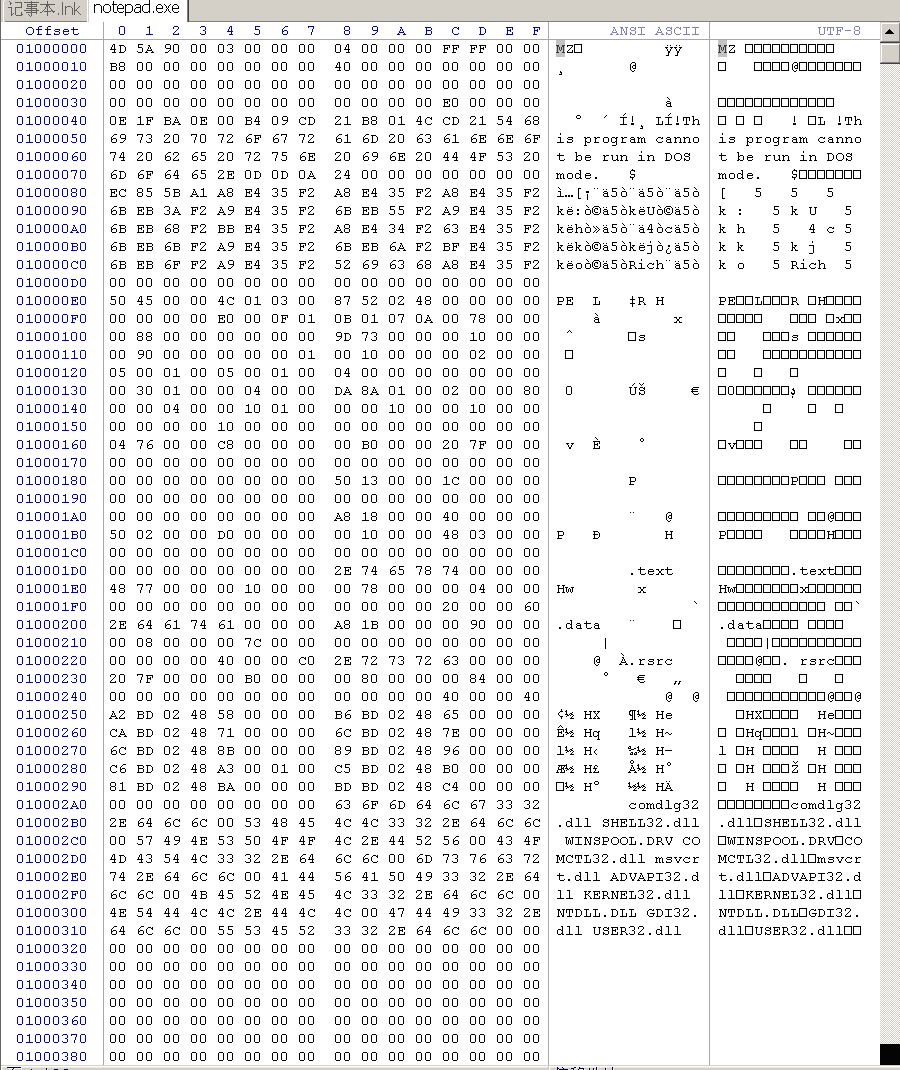 记事本.lnk notepad.exe
Offset 0 1 2 3 4 5 6 7 8 9 A B C D E F ANSI ASCII UTF-8
01000000 4D 5A 90 00 03 00 00 00 04 00 00 00 FF FF 00 00 MZ□ ÿÿ MZ □□□□□□□□□□
01000010 B8 00 00 00 00 00 00 00 40 00 00 00 00 00 00 00 ¸ @ □ □□□□@□□□□□□□
01000020 00 00 00 00 00 00 00 00 00 00 00 00 00 00 00 00
01000030 00 00 00 00 00 00 00 00 00 00 00 00 E0 00 00 00 à □□□□□□□□□□□□□
01000040 0E 1F BA 0E 00 B4 09 CD 21 B8 01 4C CD 21 54 68 º ´ Í!¸ LÍ!Th □ □ □ ! □L !Th
01000050 69 73 20 70 72 6F 67 72 61 6D 20 63 61 6E 6E 6F is program canno is program canno
01000060 74 20 62 65 20 72 75 6E 20 69 6E 20 44 4F 53 20 t be run in DOS t be run in DOS
01000070 6D 6F 64 65 2E 0D 0D 0A 24 00 00 00 00 00 00 00 mode. $ mode. $□□□□□□□
01000080 EC 85 5B A1 A8 E4 35 F2 A8 E4 35 F2 A8 E4 35 F2 ì…[¡¨ä5ò¨ä5ò¨ä5ò [ 5 5 5
01000090 6B EB 3A F2 A9 E4 35 F2 6B EB 55 F2 A9 E4 35 F2 kë:ò©ä5òkëUò©ä5ò k : 5 k U 5
010000A0 6B EB 68 F2 BB E4 35 F2 A8 E4 34 F2 63 E4 35 F2 këhò»ä5ò¨ä4òcä5ò k h 5 4 c 5
010000B0 6B EB 6B F2 A9 E4 35 F2 6B EB 6A F2 BF E4 35 F2 këkò©ä5òkëjò¿ä5ò k k 5 k j 5
010000C0 6B EB 6F F2 A9 E4 35 F2 52 69 63 68 A8 E4 35 F2 këoò©ä5òRich¨ä5ò k o 5 Rich 5
010000D0 00 00 00 00 00 00 00 00 00 00 00 00 00 00 00 00
010000E0 50 45 00 00 4C 01 03 00 87 52 02 48 00 00 00 00 PE L ‡R H PE□□L□□□R □H□□□□
010000F0 00 00 00 00 E0 00 0F 01 0B 01 07 0A 00 78 00 00 à x □□□□□ □□□ □x□□
01000100 00 88 00 00 00 00 00 00 9D 73 00 00 00 10 00 00 ˆ □s □□ □□□□s □□□□□□
01000110 00 90 00 00 00 00 00 01 00 10 00 00 00 02 00 00 □ □□ □□□□□□□□□□□
01000120 05 00 01 00 05 00 01 00 04 00 00 00 00 00 00 00 □ □ □
01000130 00 30 01 00 00 04 00 00 DA 8A 01 00 02 00 00 80 0 ÚŠ € □0□□□□□□ □□□□□□
01000140 00 00 04 00 00 10 01 00 00 00 10 00 00 10 00 00 □ □ □
01000150 00 00 00 00 10 00 00 00 00 00 00 00 00 00 00 00 □
01000160 04 76 00 00 C8 00 00 00 00 B0 00 00 20 7F 00 00 v È ° □v□□□ □□ □□
01000170 00 00 00 00 00 00 00 00 00 00 00 00 00 00 00 00
01000180 00 00 00 00 00 00 00 00 50 13 00 00 1C 00 00 00 P □□□□□□□□P□□□ □□□
01000190 00 00 00 00 00 00 00 00 00 00 00 00 00 00 00 00
010001A0 00 00 00 00 00 00 00 00 A8 18 00 00 40 00 00 00 ¨ @ □□□□□□□□□ □□@□□□
010001B0 50 02 00 00 D0 00 00 00 00 10 00 00 48 03 00 00 P Ð H P□□□□ □□□□H□□□
010001C0 00 00 00 00 00 00 00 00 00 00 00 00 00 00 00 00
010001D0 00 00 00 00 00 00 00 00 2E 74 65 78 74 00 00 00 .text □□□□□□□□.text□□□
010001E0 48 77 00 00 00 10 00 00 00 78 00 00 00 04 00 00 Hw x Hw□□□□□□□x□□□□□□
010001F0 00 00 00 00 00 00 00 00 00 00 00 00 20 00 00 60 ` □□□□□□□□□□□□ □□`
01000200 2E 64 61 74 61 00 00 00 A8 1B 00 00 00 90 00 00 .data ¨ □ .data□□□□ □□□□
01000210 00 08 00 00 00 7C 00 00 00 00 00 00 00 00 00 00 | □□□□|□□□□□□□□□□
01000220 00 00 00 00 40 00 00 C0 2E 72 73 72 63 00 00 00 @ À.rsrc □□□□@□□. rsrc□□□
01000230 20 7F 00 00 00 B0 00 00 00 80 00 00 00 84 00 00 ° € „ □□□□ □ □
01000240 00 00 00 00 00 00 00 00 00 00 00 00 40 00 00 40 @ @ □□□□□□□□□□□□@□□@
01000250 A2 BD 02 48 58 00 00 00 B6 BD 02 48 65 00 00 00 ¢½ HX ¶½ He □HX□□□□ He□□□
01000260 CA BD 02 48 71 00 00 00 6C BD 02 48 7E 00 00 00 Ê½ Hq l½ H~ □ □Hq□□□l □H~□□□
01000270 6C BD 02 48 8B 00 00 00 89 BD 02 48 96 00 00 00 l½ H‹ ‰½ H– l □H □□□□ H □□□
01000280 C6 BD 02 48 A3 00 01 00 C5 BD 02 48 B0 00 00 00 Æ½ H£ Å½ H° □H □□□Ž □H □□□
01000290 81 BD 02 48 BA 00 00 00 BD BD 02 48 C4 00 00 00 □½ Hº ½½ HÄ □ H □□□□ H □□□
010002A0 00 00 00 00 00 00 00 00 63 6F 6D 64 6C 67 33 32 comdlg32 □□□□□□□□comdlg32
010002B0 2E 64 6C 6C 00 53 48 45 4C 4C 33 32 2E 64 6C 6C .dll SHELL32.dll .dll□SHELL32.dll
010002C0 00 57 49 4E 53 50 4F 4F 4C 2E 44 52 56 00 43 4F WINSPOOL.DRV CO □WINSPOOL.DRV□CO
010002D0 4D 43 54 4C 33 32 2E 64 6C 6C 00 6D 73 76 63 72 MCTL32.dll msvcr MCTL32.dll□msvcr
010002E0 74 2E 64 6C 6C 00 41 44 56 41 50 49 33 32 2E 64 t.dll ADVAPI32.d t.dll□ADVAPI32.d
010002F0 6C 6C 00 4B 45 52 4E 45 4C 33 32 2E 64 6C 6C 00 ll KERNEL32.dll ll□KERNEL32.dll□
01000300 4E 54 44 4C 4C 2E 44 4C 4C 00 47 44 49 33 32 2E NTDLL.DLL GDI32. NTDLL.DLL□GDI32.
01000310 64 6C 6C 00 55 53 45 52 33 32 2E 64 6C 6C 00 00 dll USER32.dll dll□USER32.dll□□
01000320 00 00 00 00 00 00 00 00 00 00 00 00 00 00 00 00
01000330 00 00 00 00 00 00 00 00 00 00 00 00 00 00 00 00
01000340 00 00 00 00 00 00 00 00 00 00 00 00 00 00 00 00
01000350 00 00 00 00 00 00 00 00 00 00 00 00 00 00 00 00
01000360 00 00 00 00 00 00 00 00 00 00 00 00 00 00 00 00
01000370 00 00 00 00 00 00 00 00 00 00 00 00 00 00 00 00
01000380 00 00 00 00 00 00 00 00 00 00 00 00 00 00 00 00